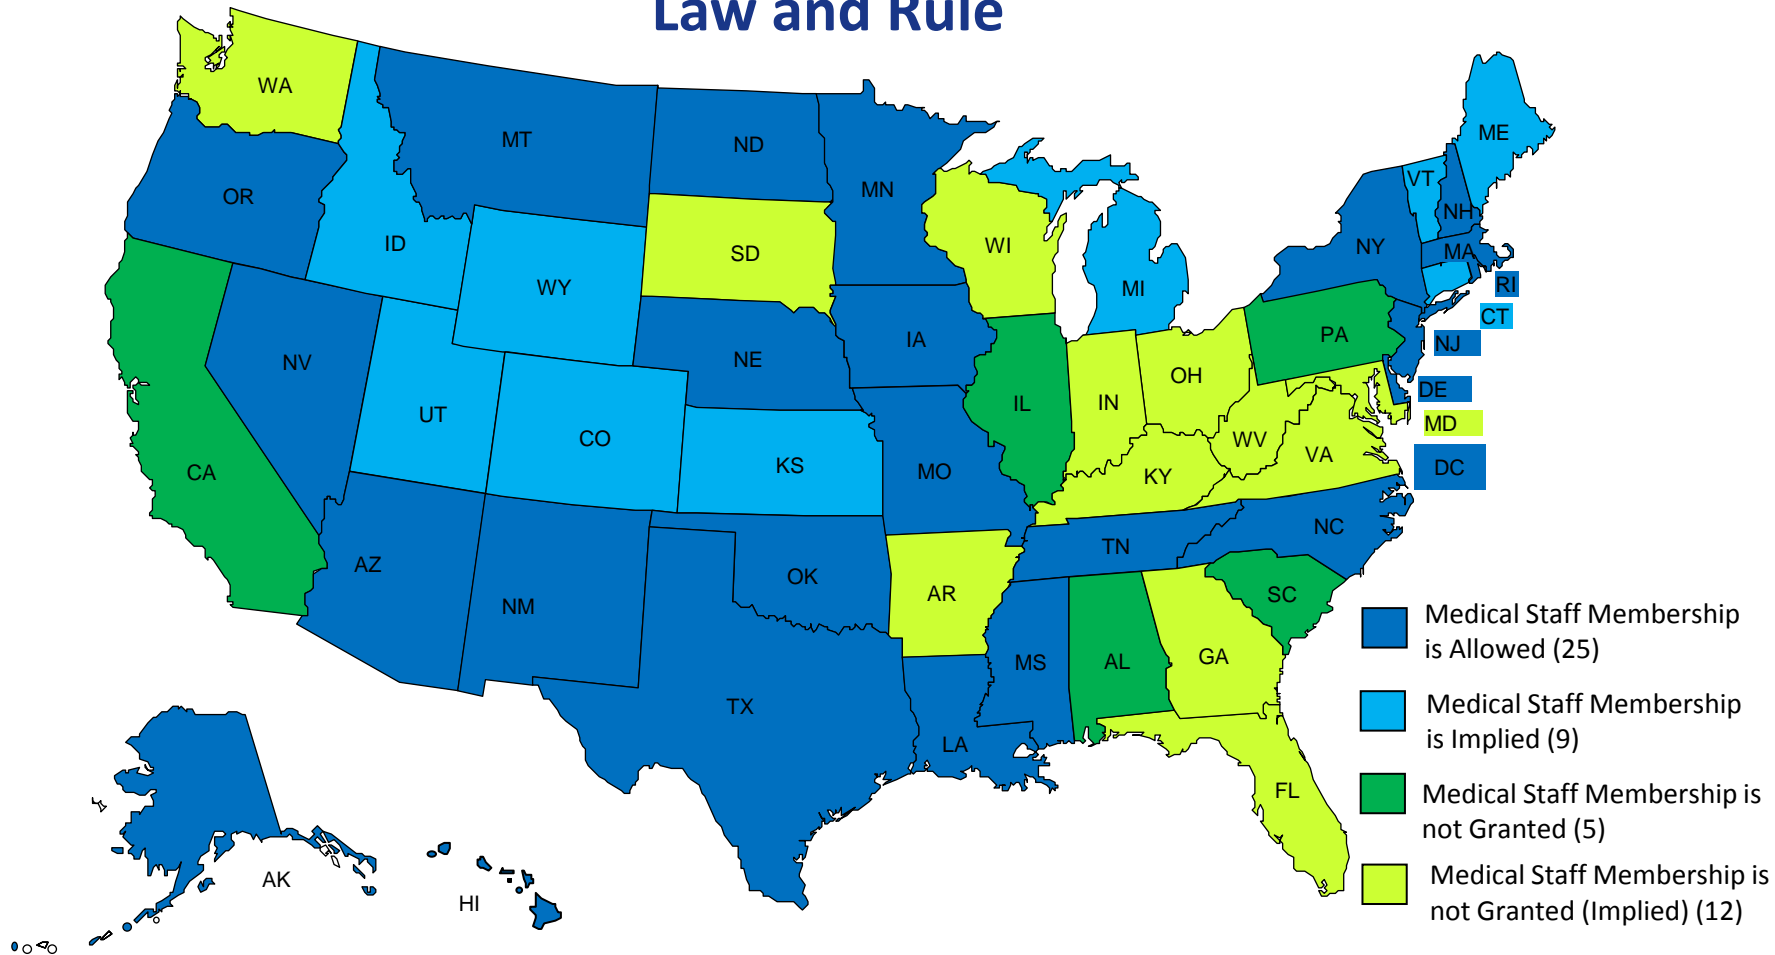 Law and Rule
WA
MT
ND
MN
OR
ID
WY
SD
WI
MI
ME
VT
NH
NY
MA
RI
CT
NJ
PA
DE
MD
DC
NV
UT
CO
NE
IA
IL
IN
OH
WV
VA
KY
KS
MO
CA
AZ
NM
OK
AR
TN
NC
SC
MS
AL
GA
TX
LA
FL
AK
HI
Medical Staff Membership
is Allowed (25)
Medical Staff Membership
is Implied (9)
Medical Staff Membership is
not Granted (5)
Medical Staff Membership is
not Granted (Implied) (12)